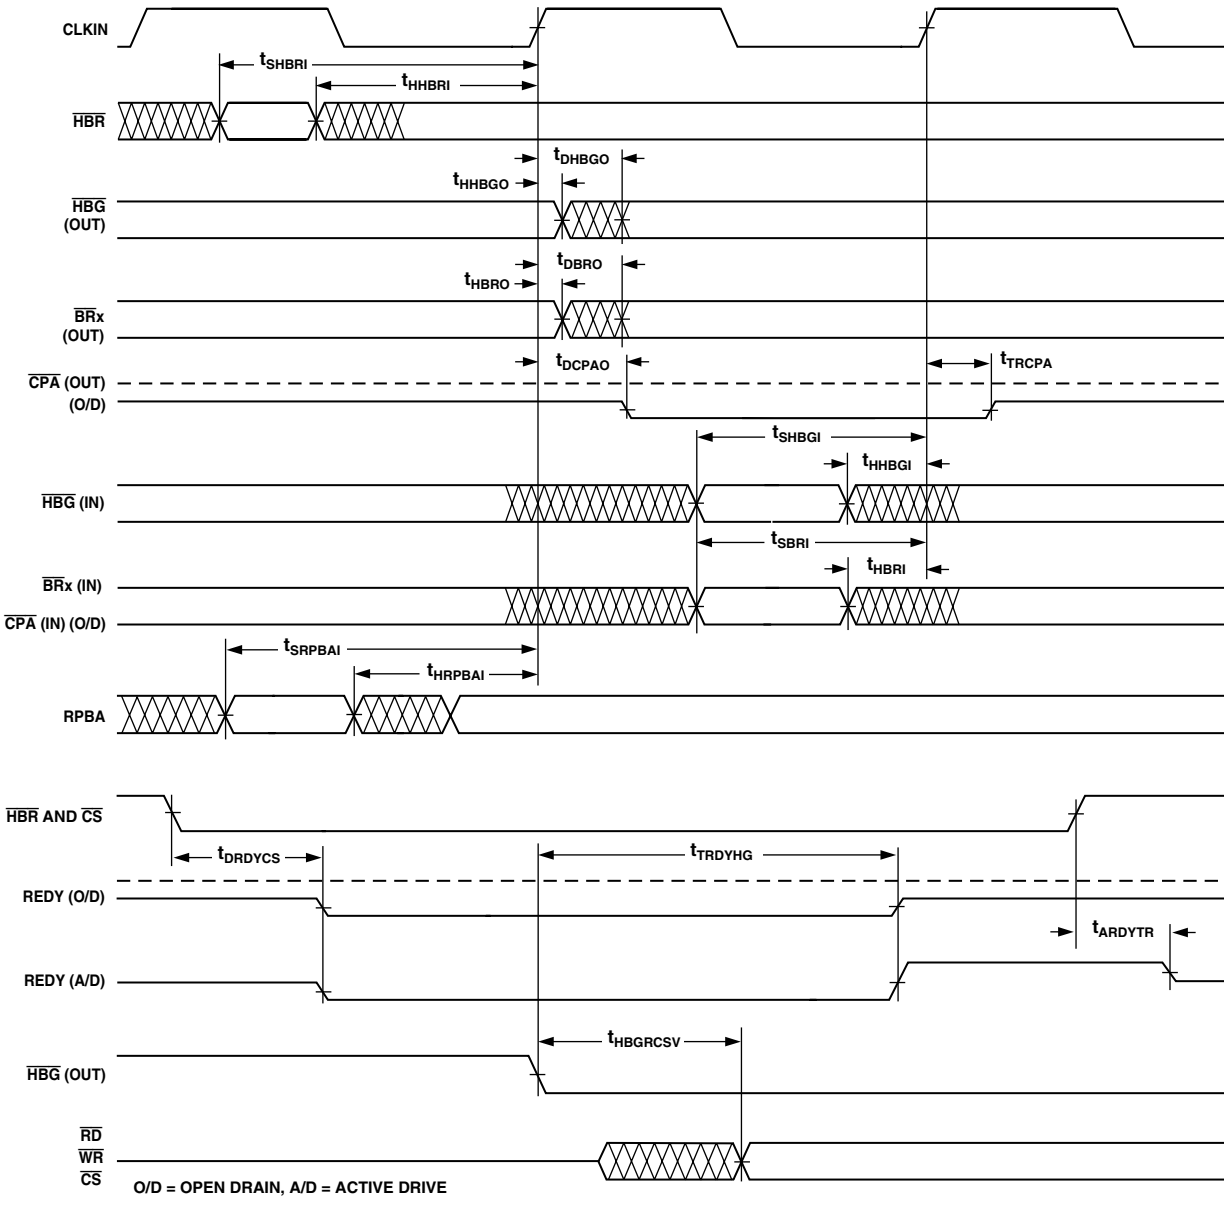 CLKIN
tSHBRI
tHHBRI
HBR
tDHBGO
tHHBGO
HBG
(OUT)
tDBRO
tHBRO
BRx
(OUT)
tDCPAO
tTRCPA
CPA (OUT)
(O/D)
tSHBGI
tHHBGI
HBG (IN)
tSBRI
tHBRI
BRx (IN)
CPA (IN) (O/D)
tSRPBAI
tHRPBAI
RPBA
HBR AND CS
tDRDYCS
tTRDYHG
REDY (O/D)
tARDYTR
REDY (A/D)
tHBGRCSV
HBG (OUT)
RD
WR
CS
O/D = OPEN DRAIN, A/D = ACTIVE DRIVE